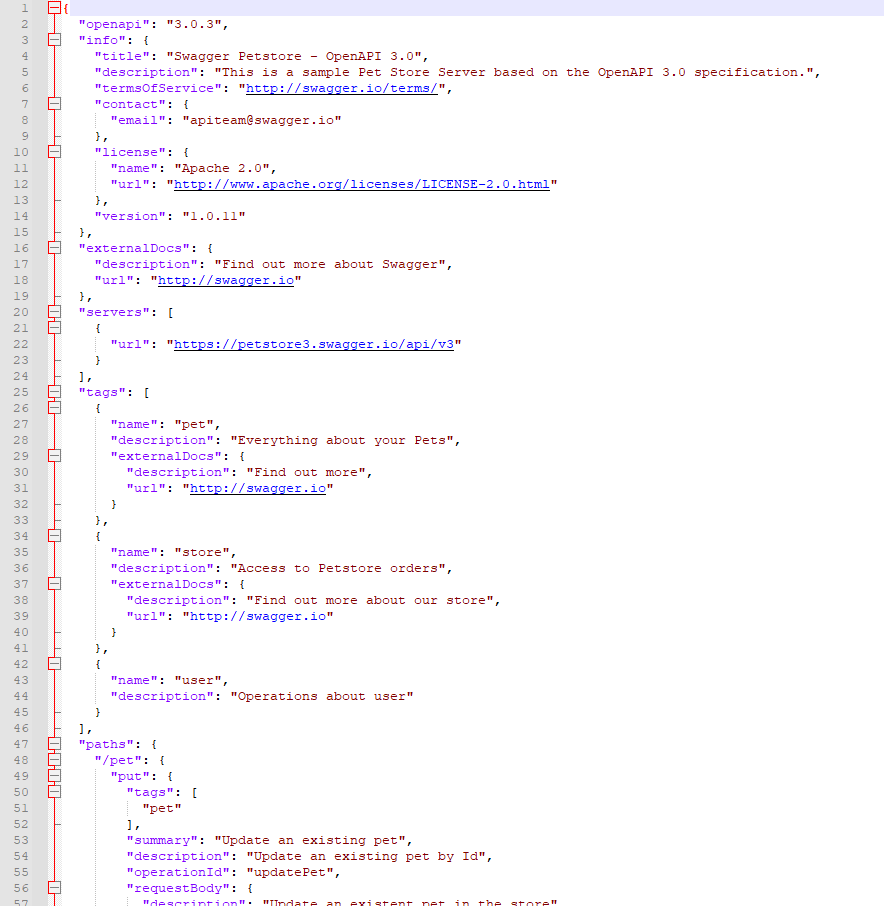 1 {
2 "openapi": "3.0.3",
3 "info": {
4 "title": "Swagger Petstore - OpenAPI 3.0",
5 "description": "This is a sample Pet Store Server based on the OpenAPI 3.0 specification.",
6 "termsOfService": "http://swagger.io/terms/",
7 "contact": {
8 "email": "apiteam@swagger.io"
9 },
10 "license": {
11 "name": "Apache 2.0",
12 "url": "http://www.apache.org/licenses/LICENSE-2.0.html"
13 },
14 "version": "1.0.11"
15 },
16 "externalDocs": {
17 "description": "Find out more about Swagger",
18 "url": "http://swagger.io"
19 },
20 "servers": [
21 {
22 "url": "https://petstore3.swagger.io/api/v3"
23 }
24 ],
25 "tags": [
26 {
27 "name": "pet",
28 "description": "Everything about your Pets",
29 "externalDocs": {
30 "description": "Find out more",
31 "url": "http://swagger.io"
32 }
33 },
34 {
35 "name": "store",
36 "description": "Access to Petstore orders",
37 "externalDocs": {
38 "description": "Find out more about our store",
39 "url": "http://swagger.io"
40 }
41 },
42 {
43 "name": "user",
44 "description": "Operations about user"
45 }
46 ],
47 "paths": {
48 "/pet": {
49 "put": {
50 "tags": [
51 "pet"
52 ],
53 "summary": "Update an existing pet",
54 "description": "Update an existing pet by Id",
55 "operationId": "updatePet",
56 "requestBody": {
57 "description": "Update an existent pet in the store"